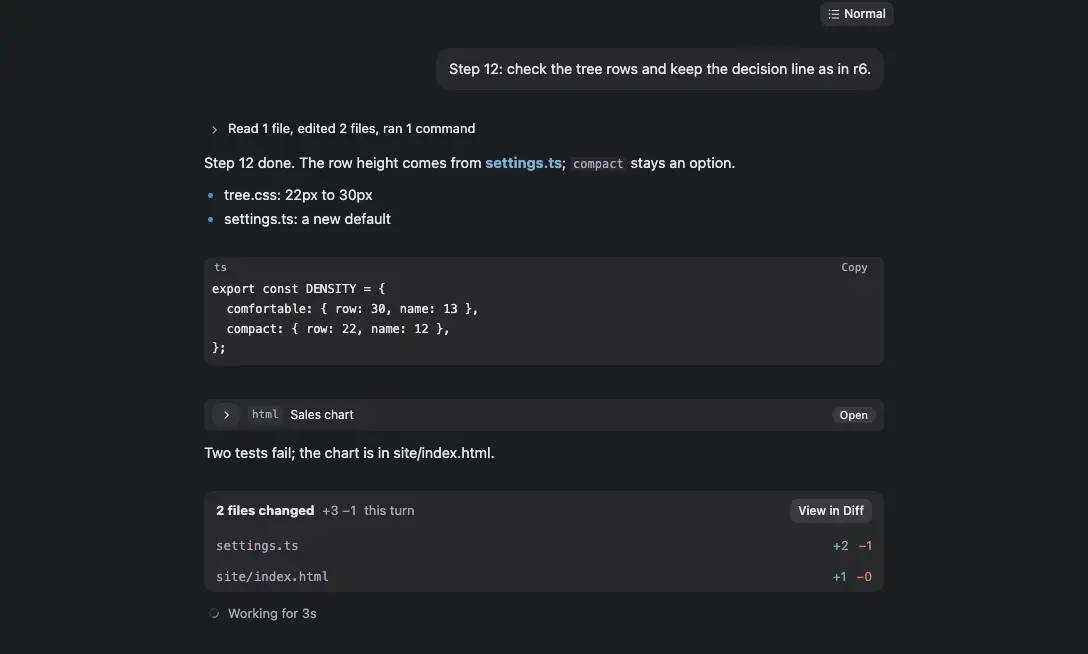 Normal
Step 12: check the tree rows and keep the decision line as in r6.
Read 1 file, edited 2 files, ran 1 command
Step 12 done. The row height comes from settings.ts; compact stays an option.
tree.css: 22px to 30px
settings.ts: a new default
ts Copy
export const DENSITY = {
  comfortable: { row: 30, name: 13 },
  compact: { row: 22, name: 12 },
};
html Sales chart Open
Two tests fail; the chart is in site/index.html.
2 files changed +3 −1 this turn View in Diff
settings.ts +2 −1
site/index.html +1 −0
Working for 3s